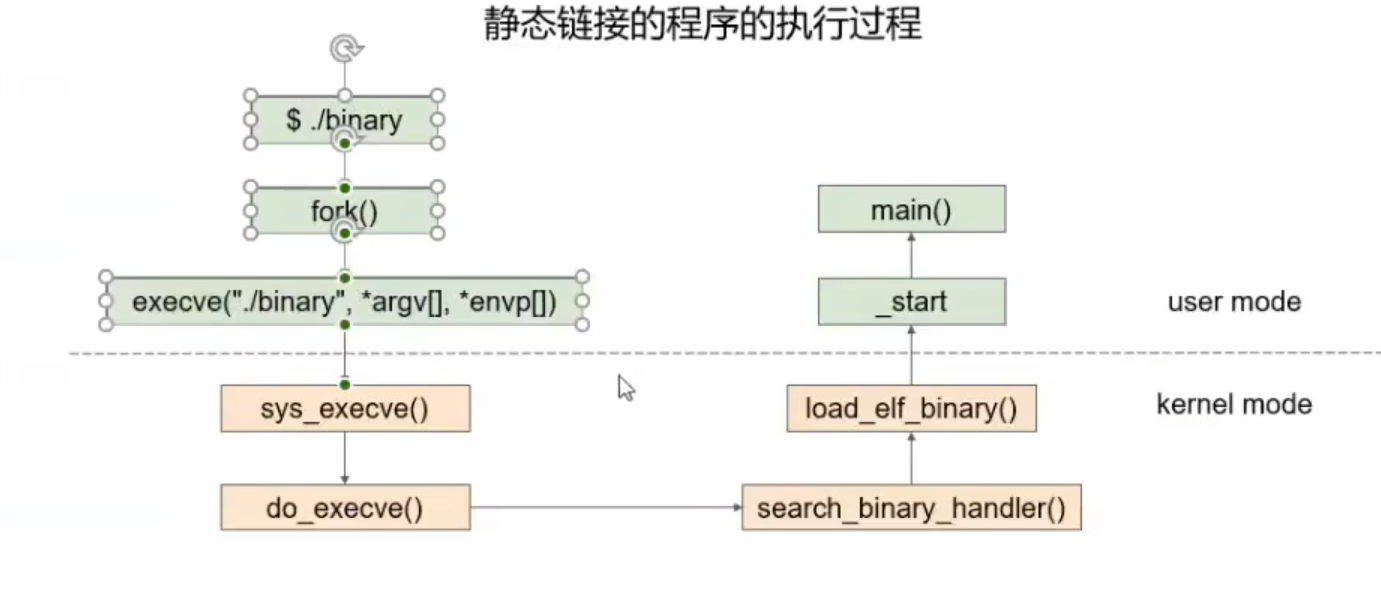 静态链接的程序的执行过程
$ ./binary
fork()
execve("./binary", *argv[], *envp[])
sys_execve()
do_execve()
search_binary_handler()
load_elf_binary()
_start
main()
user mode
kernel mode